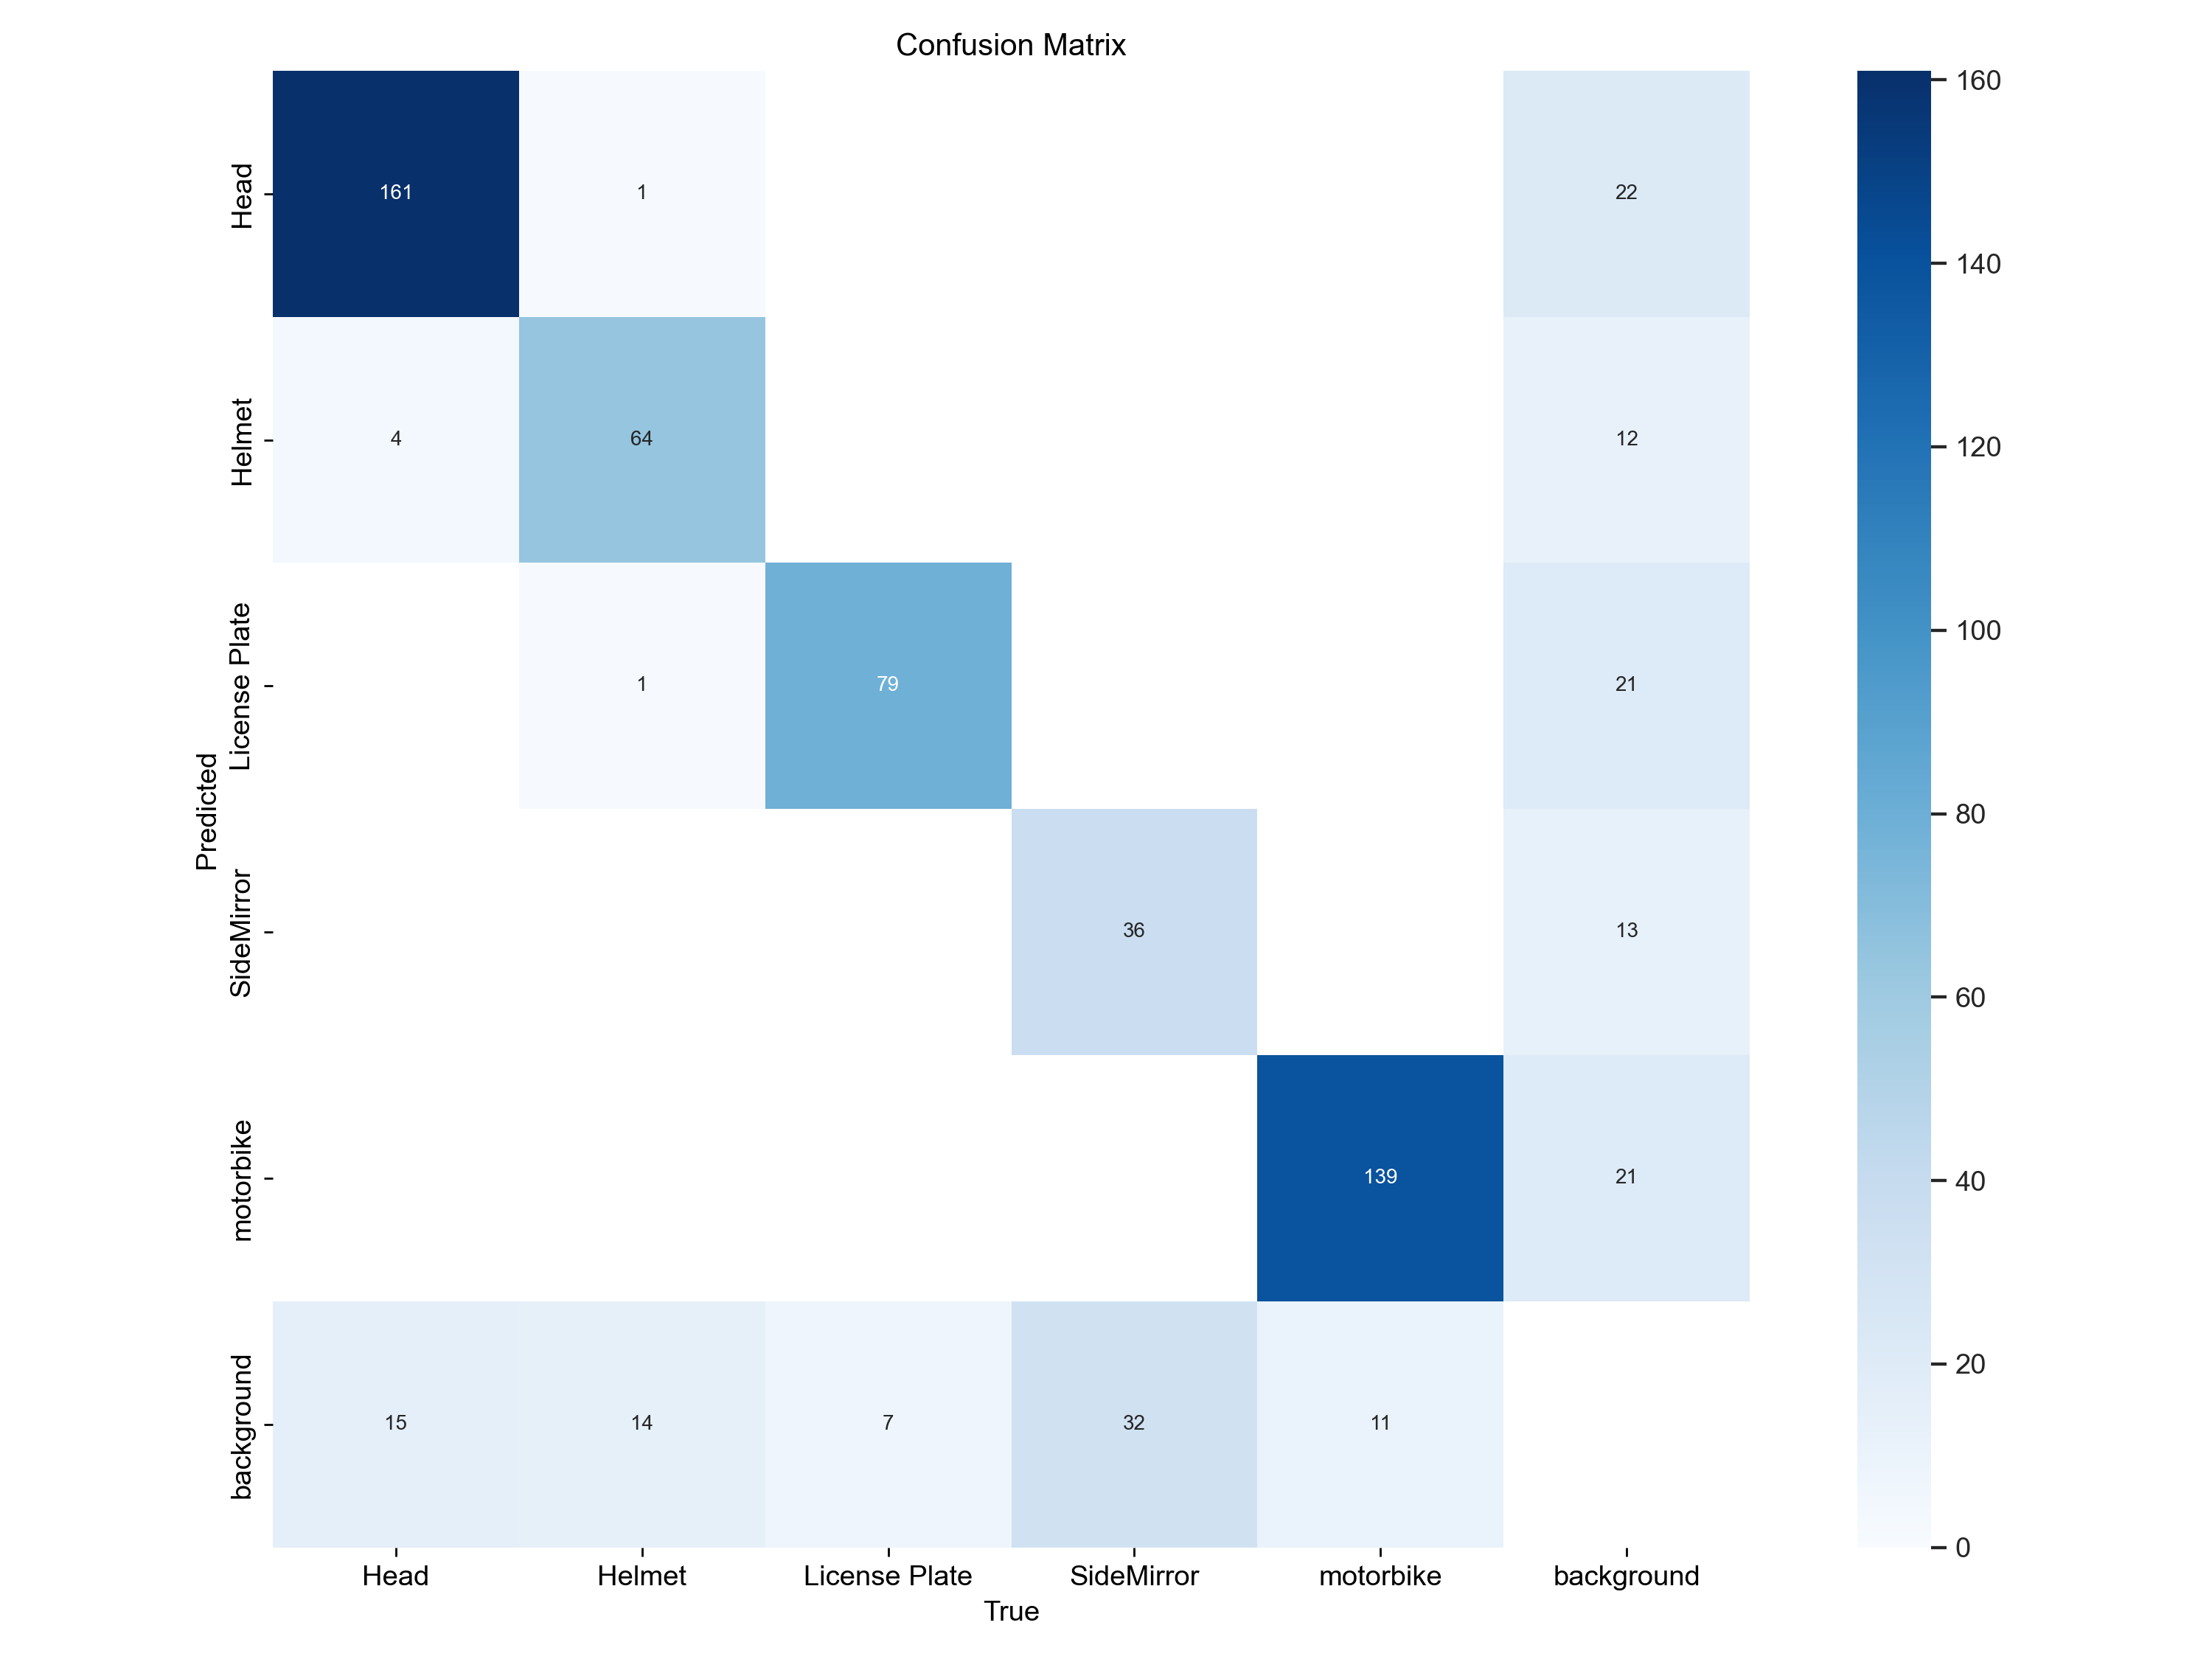 Confusion Matrix
Head
161
1
22
Helmet
4
64
12
License Plate
1
79
21
SideMirror
36
13
motorbike
139
21
background
15
14
7
32
11
Predicted
Head
Helmet
License Plate
SideMirror
motorbike
background
True
160
140
120
100
80
60
40
20
0